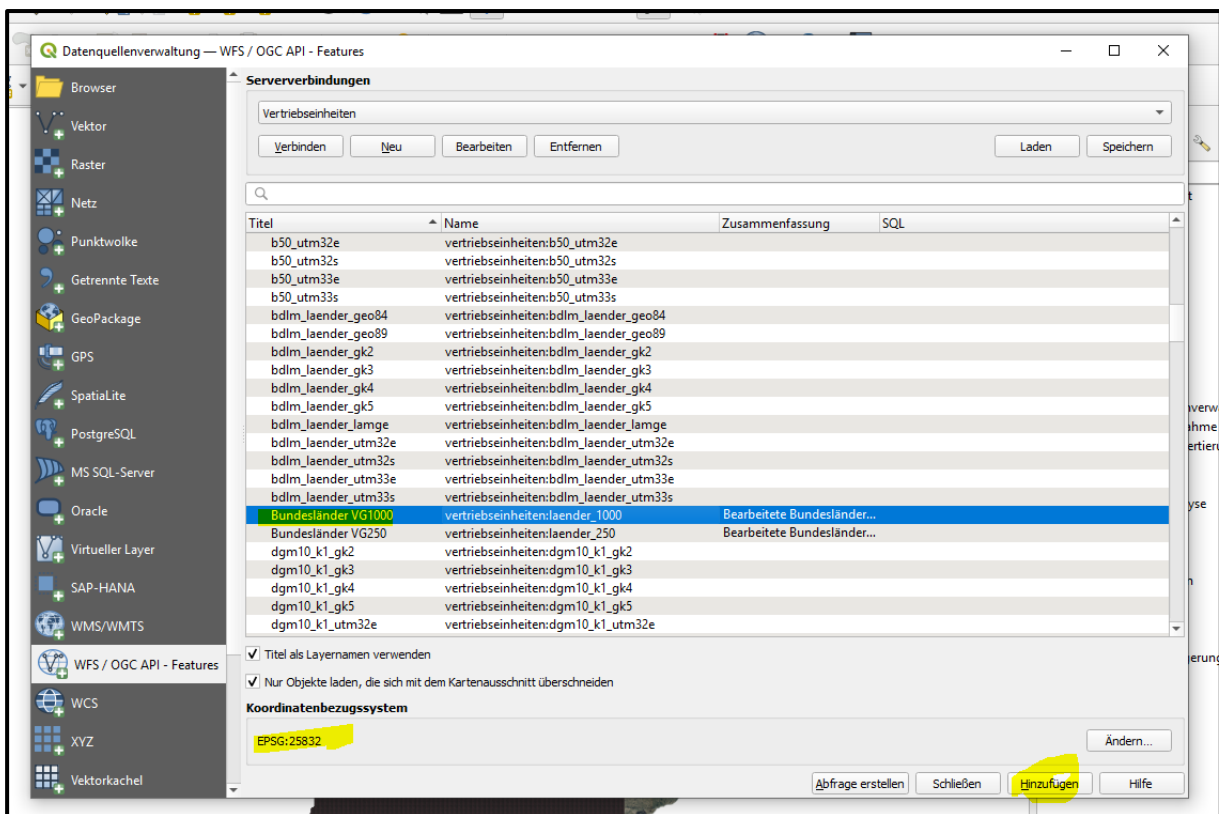 Datenquellenverwaltung — WFS / OGC API - Features
Browser
Vektor
Raster
Netz
Punktwolke
Getrennte Texte
GeoPackage
GPS
SpatiaLite
PostgreSQL
MS SQL-Server
Oracle
Virtueller Layer
SAP-HANA
WMS/WMTS
WFS / OGC API - Features
WCS
XYZ
Vektorkachel
Serververbindungen
Vertriebseinheiten
Verbinden Neu Bearbeiten Entfernen Laden Speichern
Titel Name Zusammenfassung SQL
b50_utm32e vertriebseinheiten:b50_utm32e
b50_utm32s vertriebseinheiten:b50_utm32s
b50_utm33e vertriebseinheiten:b50_utm33e
b50_utm33s vertriebseinheiten:b50_utm33s
bdlm_laender_geo84 vertriebseinheiten:bdlm_laender_geo84
bdlm_laender_geo89 vertriebseinheiten:bdlm_laender_geo89
bdlm_laender_gk2 vertriebseinheiten:bdlm_laender_gk2
bdlm_laender_gk3 vertriebseinheiten:bdlm_laender_gk3
bdlm_laender_gk4 vertriebseinheiten:bdlm_laender_gk4
bdlm_laender_gk5 vertriebseinheiten:bdlm_laender_gk5
bdlm_laender_lamge vertriebseinheiten:bdlm_laender_lamge
bdlm_laender_utm32e vertriebseinheiten:bdlm_laender_utm32e
bdlm_laender_utm32s vertriebseinheiten:bdlm_laender_utm32s
bdlm_laender_utm33e vertriebseinheiten:bdlm_laender_utm33e
bdlm_laender_utm33s vertriebseinheiten:bdlm_laender_utm33s
Bundesländer VG1000 vertriebseinheiten:laender_1000 Bearbeitete Bundesländer...
Bundesländer VG250 vertriebseinheiten:laender_250 Bearbeitete Bundesländer...
dgm10_k1_gk2 vertriebseinheiten:dgm10_k1_gk2
dgm10_k1_gk3 vertriebseinheiten:dgm10_k1_gk3
dgm10_k1_gk4 vertriebseinheiten:dgm10_k1_gk4
dgm10_k1_gk5 vertriebseinheiten:dgm10_k1_gk5
dgm10_k1_utm32e vertriebseinheiten:dgm10_k1_utm32e
Titel als Layernamen verwenden
Nur Objekte laden, die sich mit dem Kartenausschnitt überschneiden
Koordinatenbezugssystem
EPSG:25832 Ändern...
Abfrage erstellen Schließen Hinzufügen Hilfe